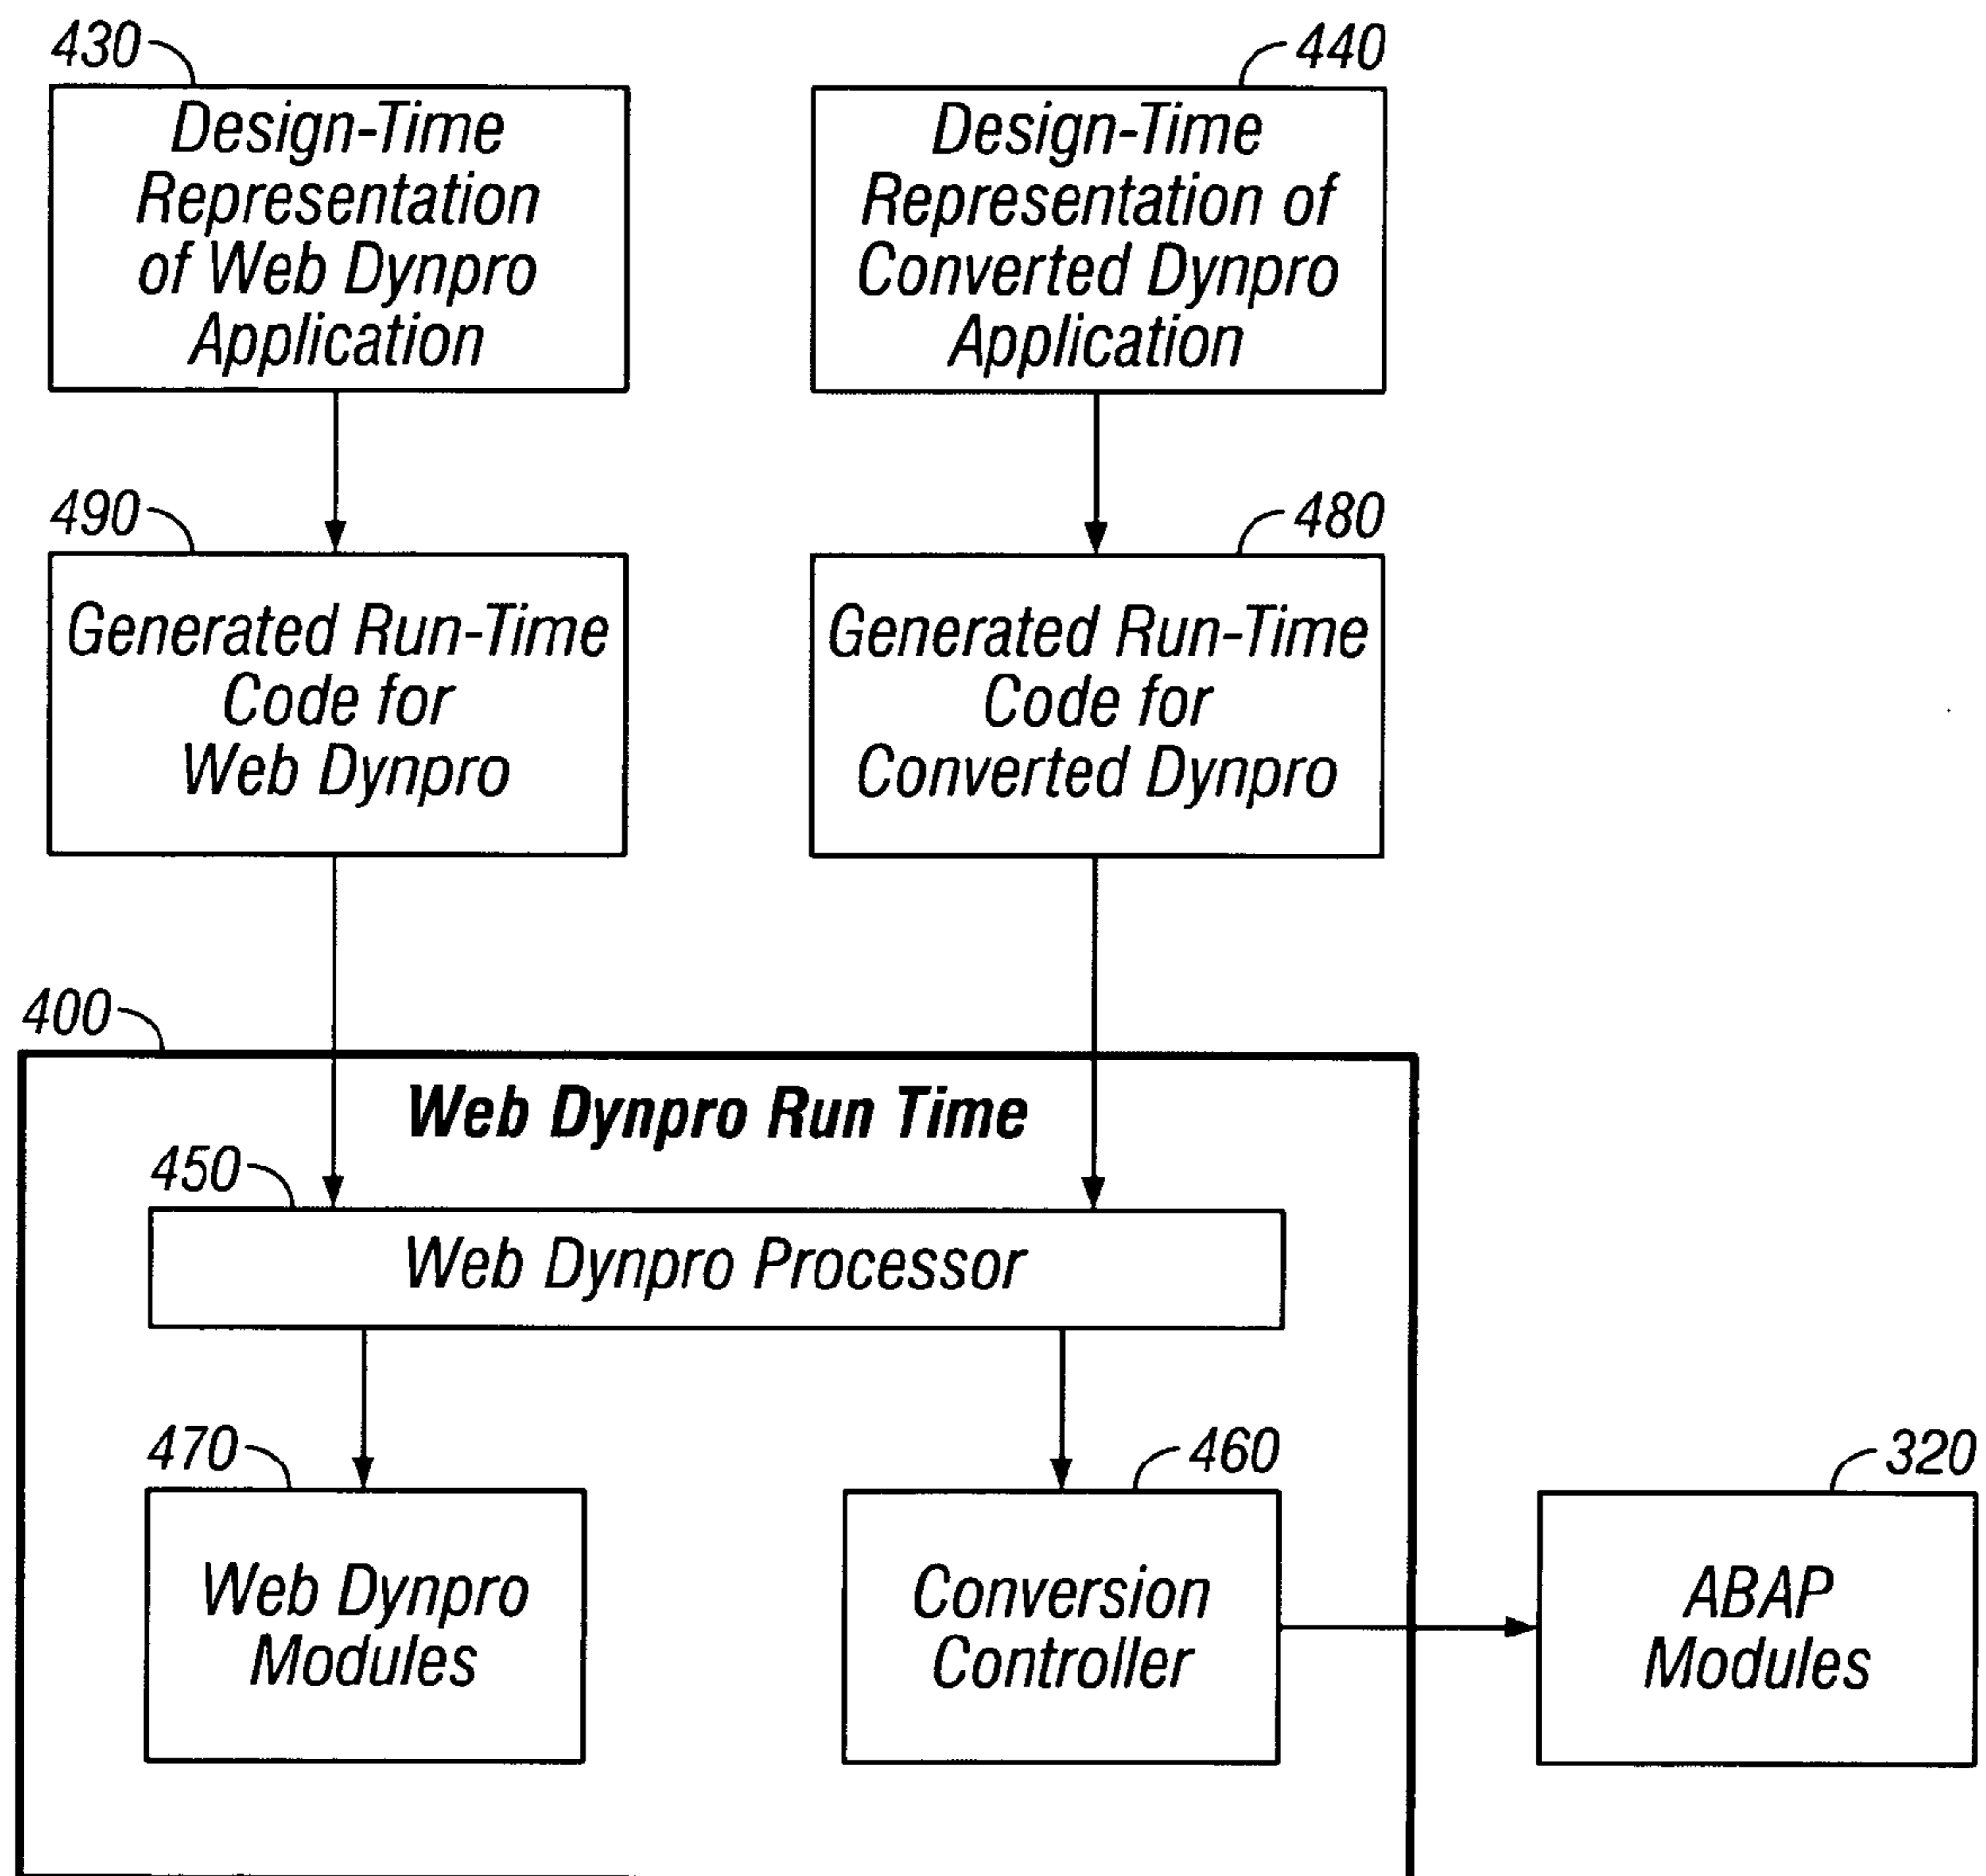 430
Design-Time
Representation
of Web Dynpro
Application
440
Design-Time
Representation of
Converted Dynpro
Application
490
Generated Run-Time
Code for
Web Dynpro
480
Generated Run-Time
Code for
Converted Dynpro
400
Web Dynpro Run Time
450
Web Dynpro Processor
470
Web Dynpro
Modules
460
Conversion
Controller
320
ABAP
Modules